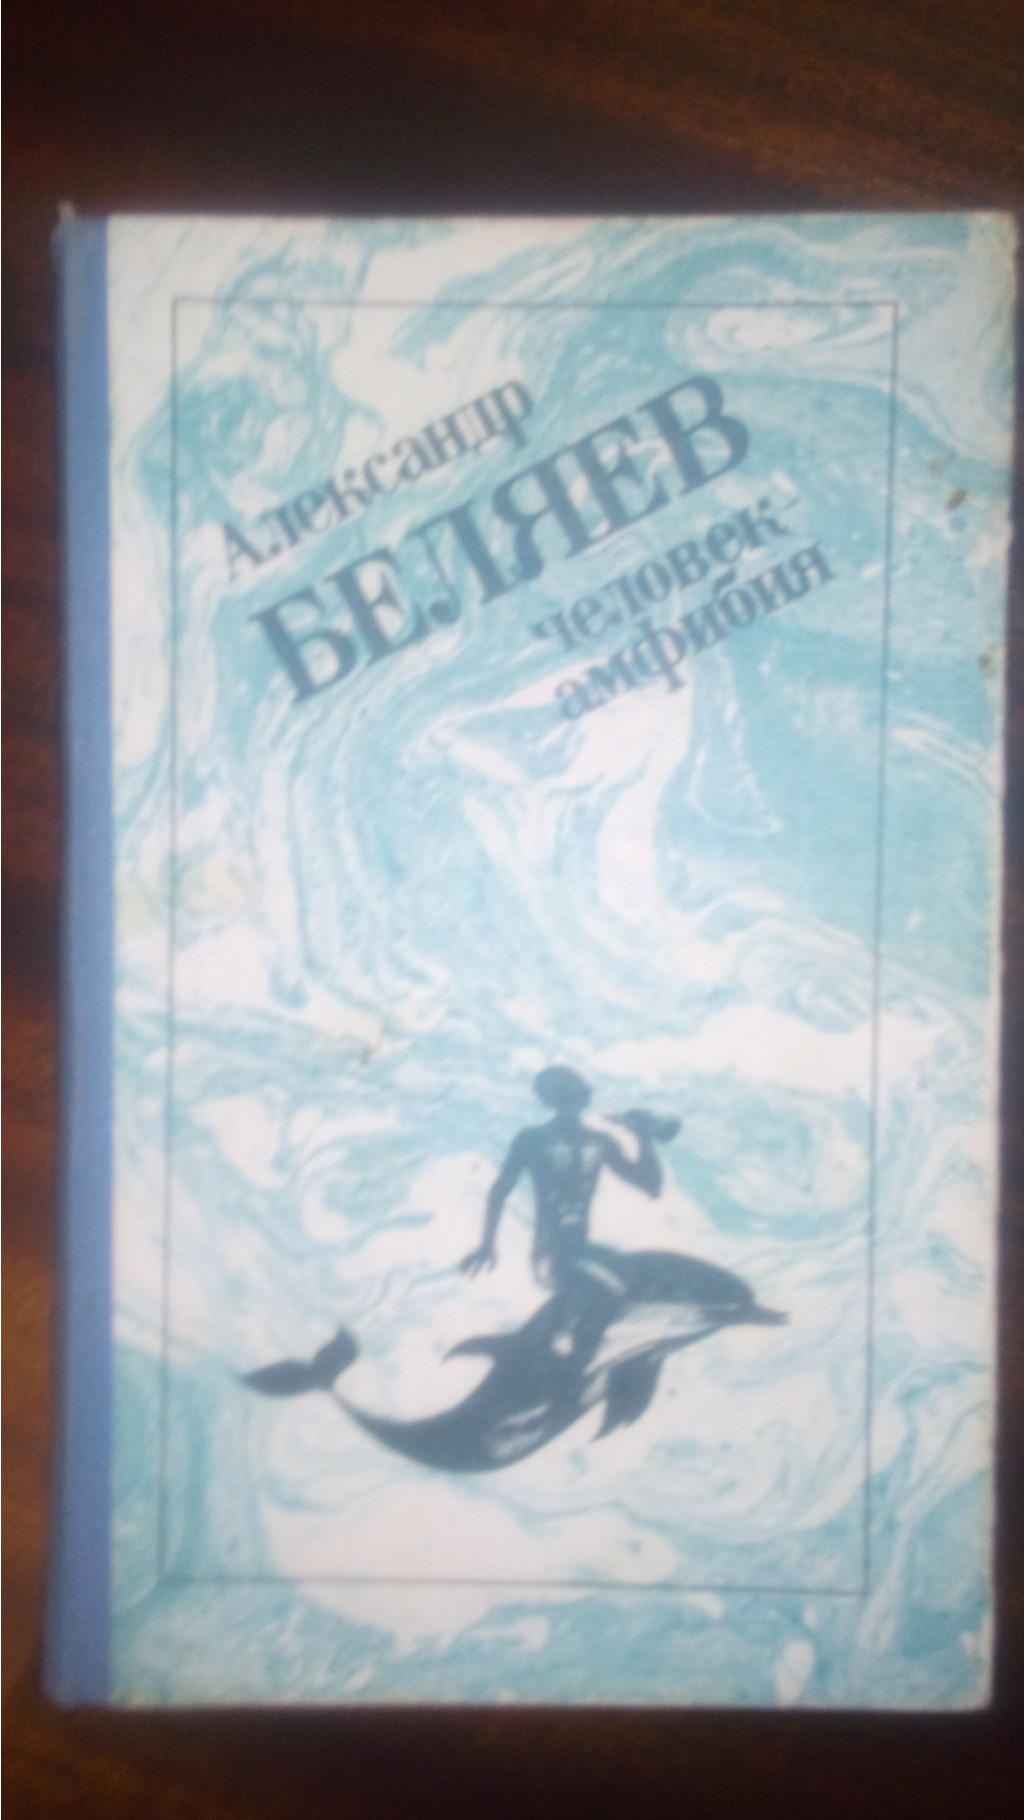 Александр
БЕЛЯЕВ
человек-
амфибия